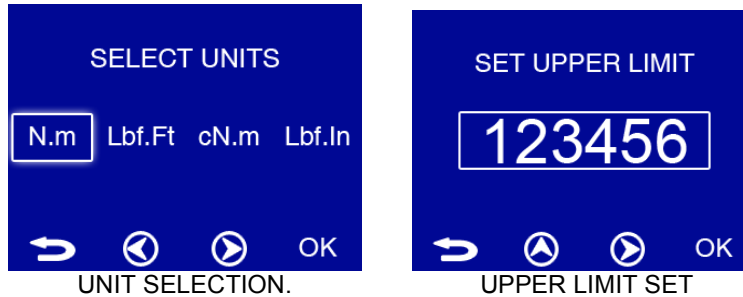 SELECT UNITS
N.m Lbf.Ft cN.m Lbf.In
OK
UNIT SELECTION.
SET UPPER LIMIT
123456
OK
UPPER LIMIT SET